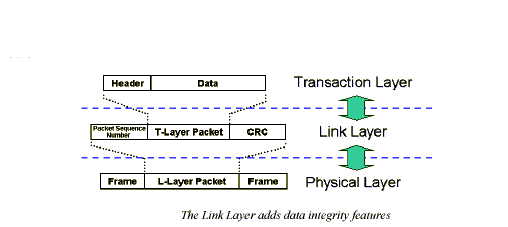 Header Data Transaction Layer
Packet Sequence
Number
T-Layer Packet CRC Link Layer
Frame L-Layer Packet Frame Physical Layer
The Link Layer adds data integrity features